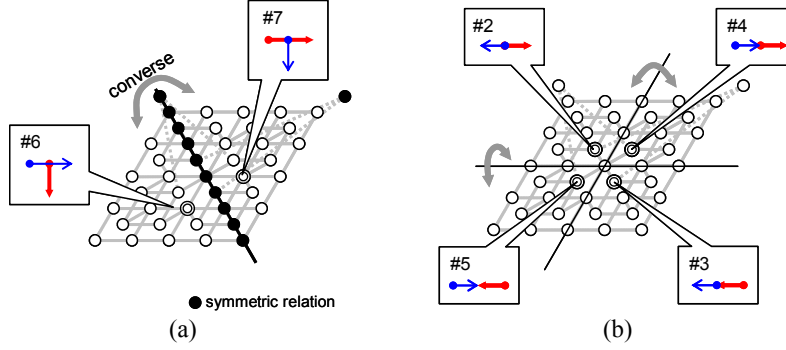 #7
converse
#6
symmetric relation
(a)
#2
#4
#5
#3
(b)